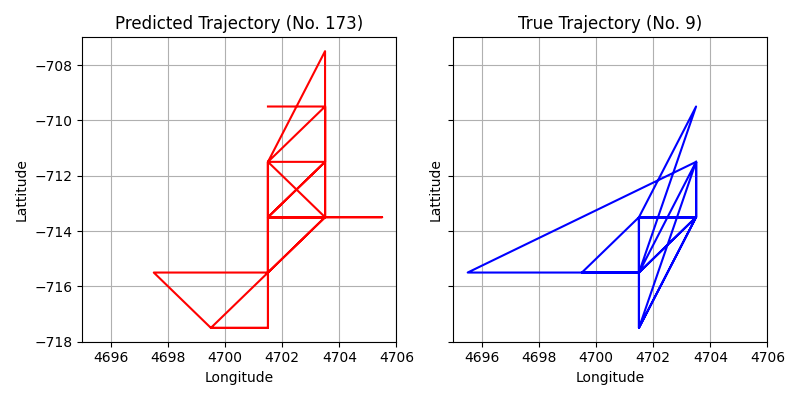 Predicted Trajectory (No. 173)
True Trajectory (No. 9)
Lattitude
−708
−710
−712
−714
−716
−718
4696 4698 4700 4702 4704 4706
Longitude
Lattitude
4696 4698 4700 4702 4704 4706
Longitude